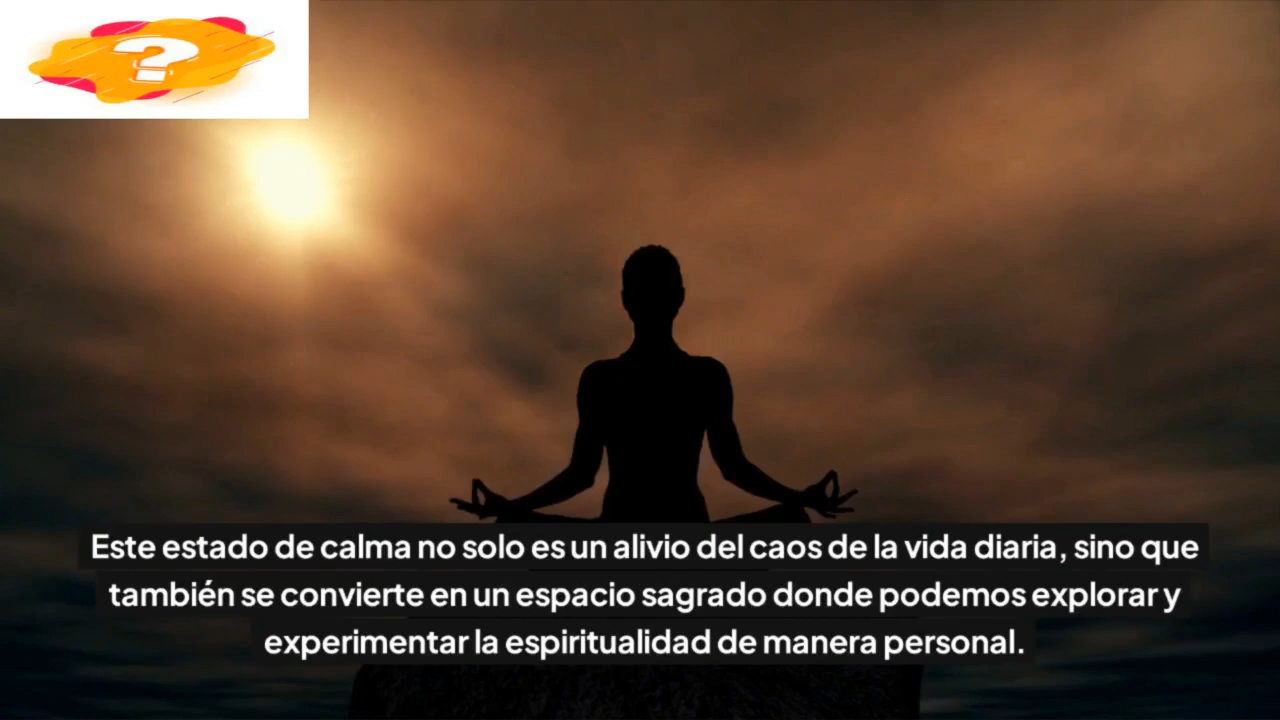 ?
Este estado de calma no solo es un alivio del caos de la vida diaria, sino que
también se convierte en un espacio sagrado donde podemos explorar y
experimentar la espiritualidad de manera personal.